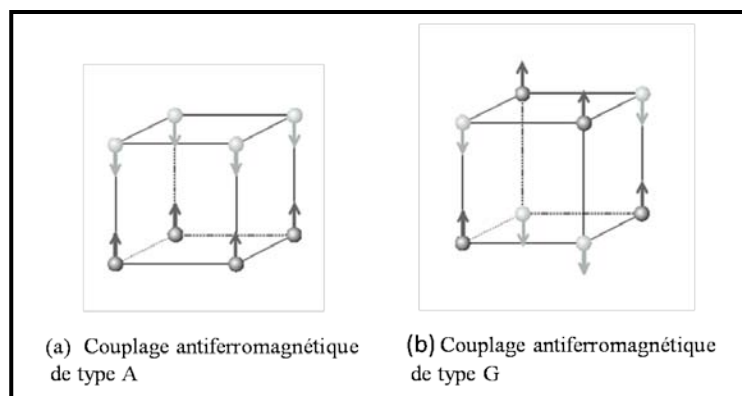 (a) Couplage antiferromagnétique
de type A
(b) Couplage antiferromagnétique
de type G